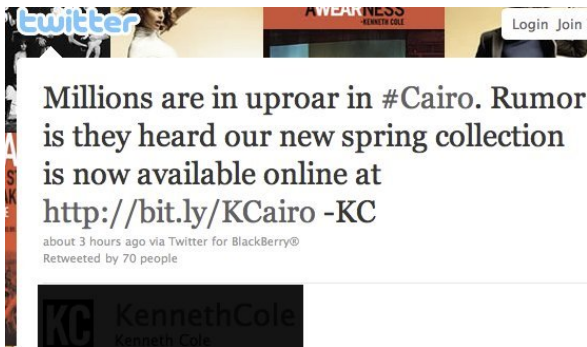 twitter
AWEARNESS
-KENNETH COLE
Login Join
Millions are in uproar in #Cairo. Rumor
is they heard our new spring collection
is now available online at
http://bit.ly/KCairo -KC
about 3 hours ago via Twitter for BlackBerry®
Retweeted by 70 people
KC
KennethCole
Kenneth Cole